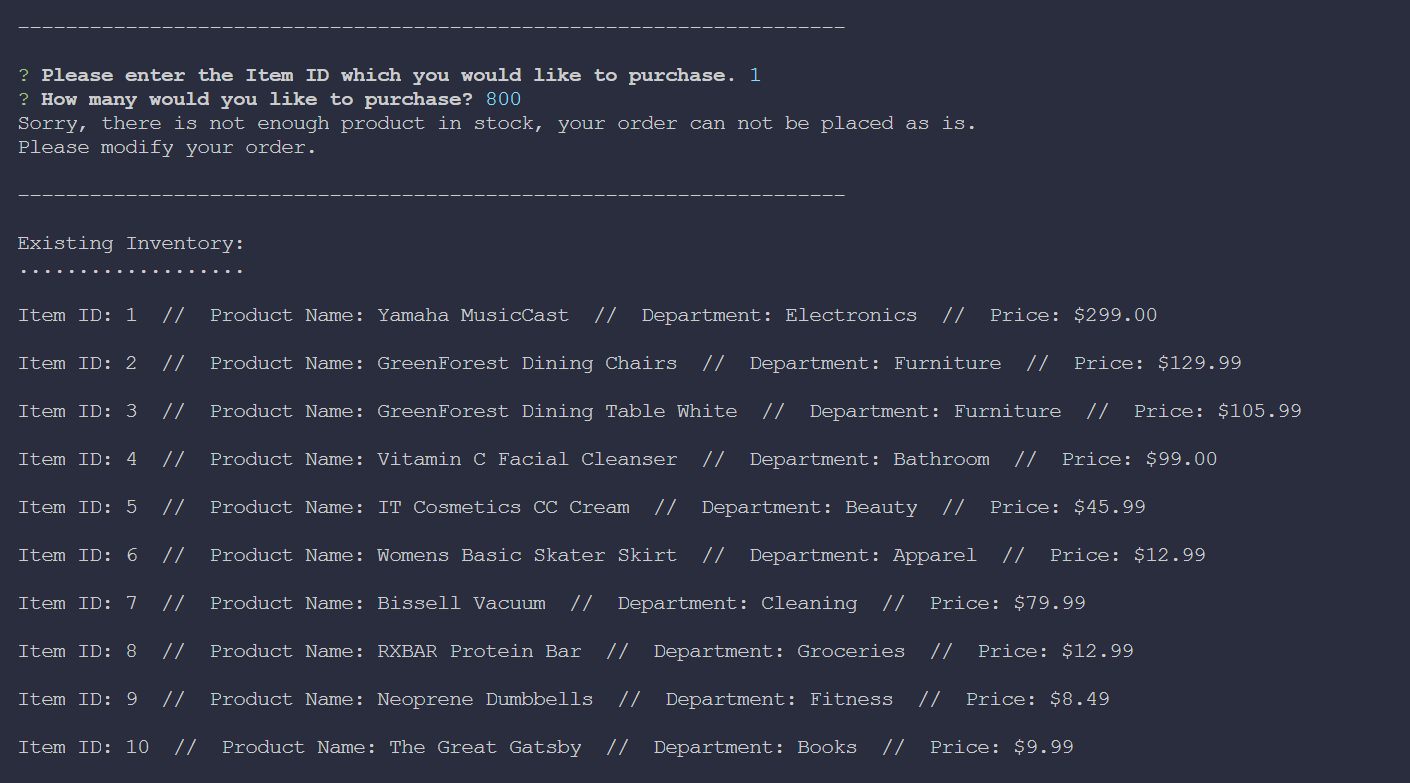 ---------------------------------------------------------------------
? Please enter the Item ID which you would like to purchase. 1
? How many would you like to purchase? 800
Sorry, there is not enough product in stock, your order can not be placed as is.
Please modify your order.
---------------------------------------------------------------------
Existing Inventory:
...................
Item ID: 1  //  Product Name: Yamaha MusicCast  //  Department: Electronics  //  Price: $299.00
Item ID: 2  //  Product Name: GreenForest Dining Chairs  //  Department: Furniture  //  Price: $129.99
Item ID: 3  //  Product Name: GreenForest Dining Table White  //  Department: Furniture  //  Price: $105.99
Item ID: 4  //  Product Name: Vitamin C Facial Cleanser  //  Department: Bathroom  //  Price: $99.00
Item ID: 5  //  Product Name: IT Cosmetics CC Cream  //  Department: Beauty  //  Price: $45.99
Item ID: 6  //  Product Name: Womens Basic Skater Skirt  //  Department: Apparel  //  Price: $12.99
Item ID: 7  //  Product Name: Bissell Vacuum  //  Department: Cleaning  //  Price: $79.99
Item ID: 8  //  Product Name: RXBAR Protein Bar  //  Department: Groceries  //  Price: $12.99
Item ID: 9  //  Product Name: Neoprene Dumbbells  //  Department: Fitness  //  Price: $8.49
Item ID: 10  //  Product Name: The Great Gatsby  //  Department: Books  //  Price: $9.99